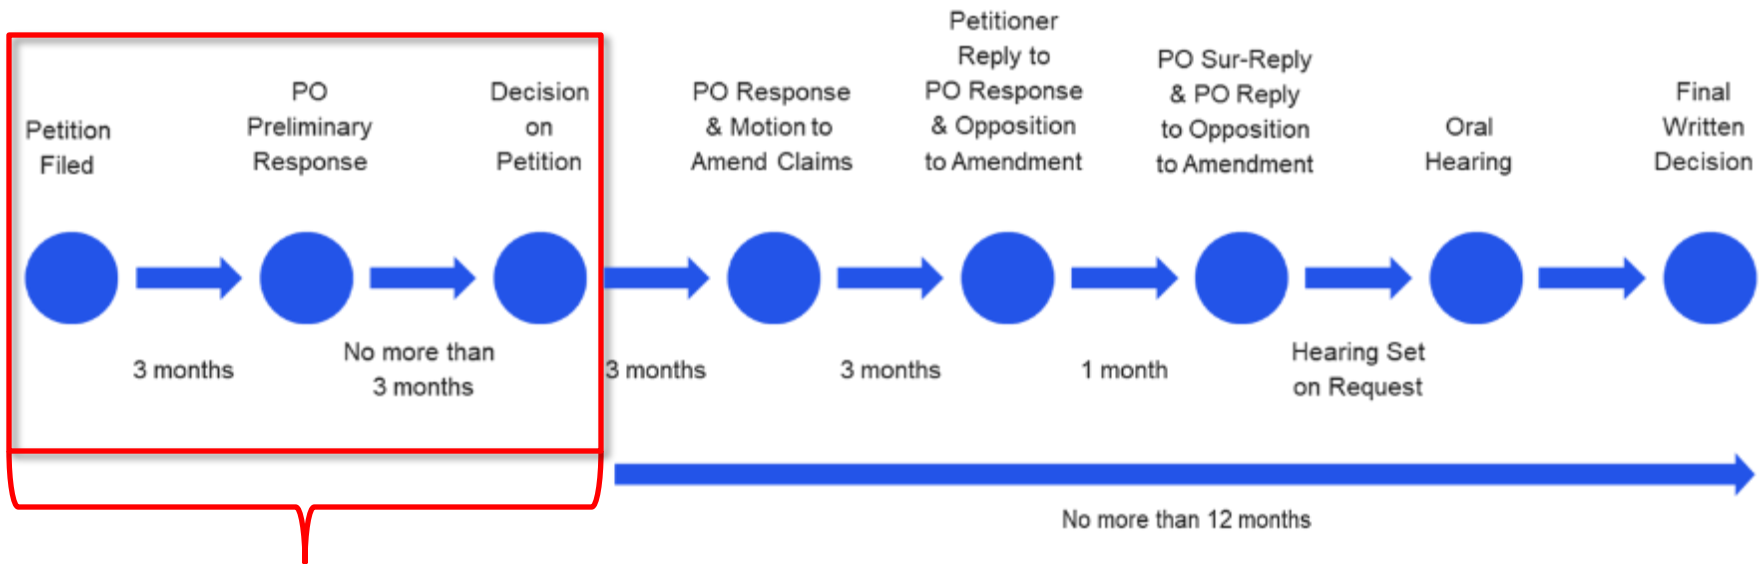 Petition
Filed
PO
Preliminary
Response
Decision
on
Petition
PO Response
& Motion to
Amend Claims
Petitioner
Reply to
PO Response
& Opposition
to Amendment
PO Sur-Reply
& PO Reply
to Opposition
to Amendment
Oral
Hearing
Final
Written
Decision
3 months
No more than
3 months
3 months
3 months
1 month
Hearing Set
on Request
No more than 12 months